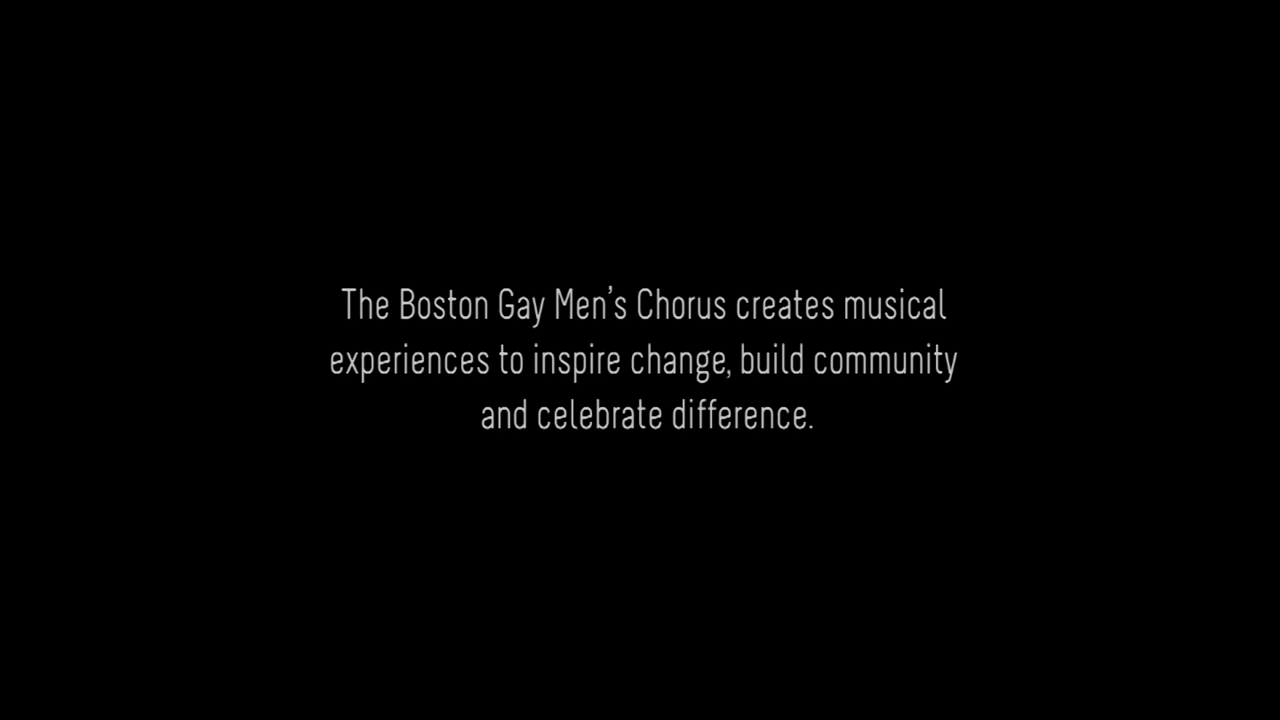 The Boston Gay Men’s Chorus creates musical
experiences to inspire change, build community
and celebrate difference.